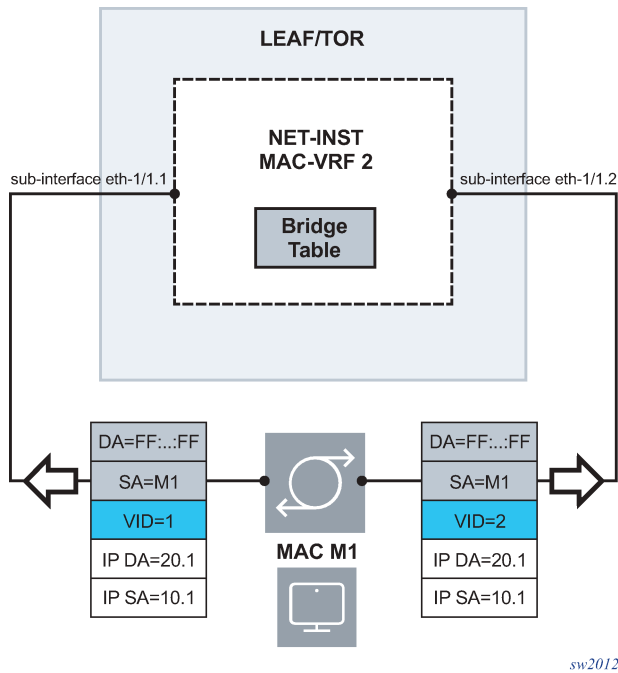 LEAF/TOR
NET-INST
MAC-VRF 2
sub-interface eth-1/1.1
sub-interface eth-1/1.2
Bridge
Table
DA=FF:..:FF
SA=M1
VID=1
IP DA=20.1
IP SA=10.1
MAC M1
DA=FF:..:FF
SA=M1
VID=2
IP DA=20.1
IP SA=10.1
sw2012